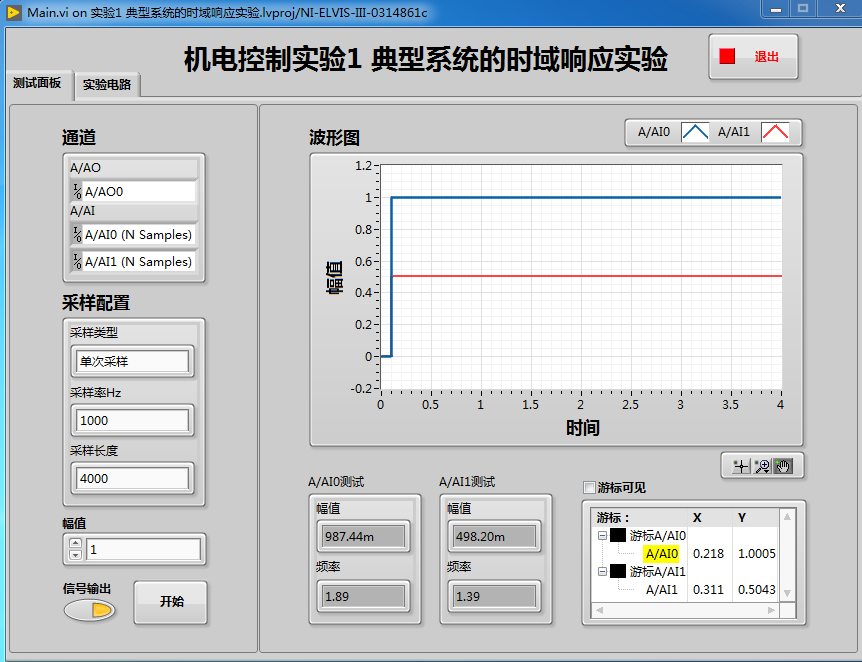 Main.vi on 实验1 典型系统的时域响应实验.lvproj/NI-ELVIS-III-0314861c
机电控制实验1 典型系统的时域响应实验
退出
测试面板
实验电路
通道
A/AO
A/AO0
A/AI
A/AI0 (N Samples)
A/AI1 (N Samples)
采样配置
采样类型
单次采样
采样率Hz
1000
采样长度
4000
幅值
1
信号输出
开始
波形图
A/AI0
A/AI1
幅值
1.2
1
0.8
0.6
0.4
0.2
0
-0.2
0 0.5 1 1.5 2 2.5 3 3.5 4
时间
A/AI0测试
幅值
987.44m
频率
1.89
A/AI1测试
幅值
498.20m
频率
1.39
游标可见
游标： X Y
游标A/AI0
A/AI0 0.218 1.0005
游标A/AI1
A/AI1 0.311 0.5043